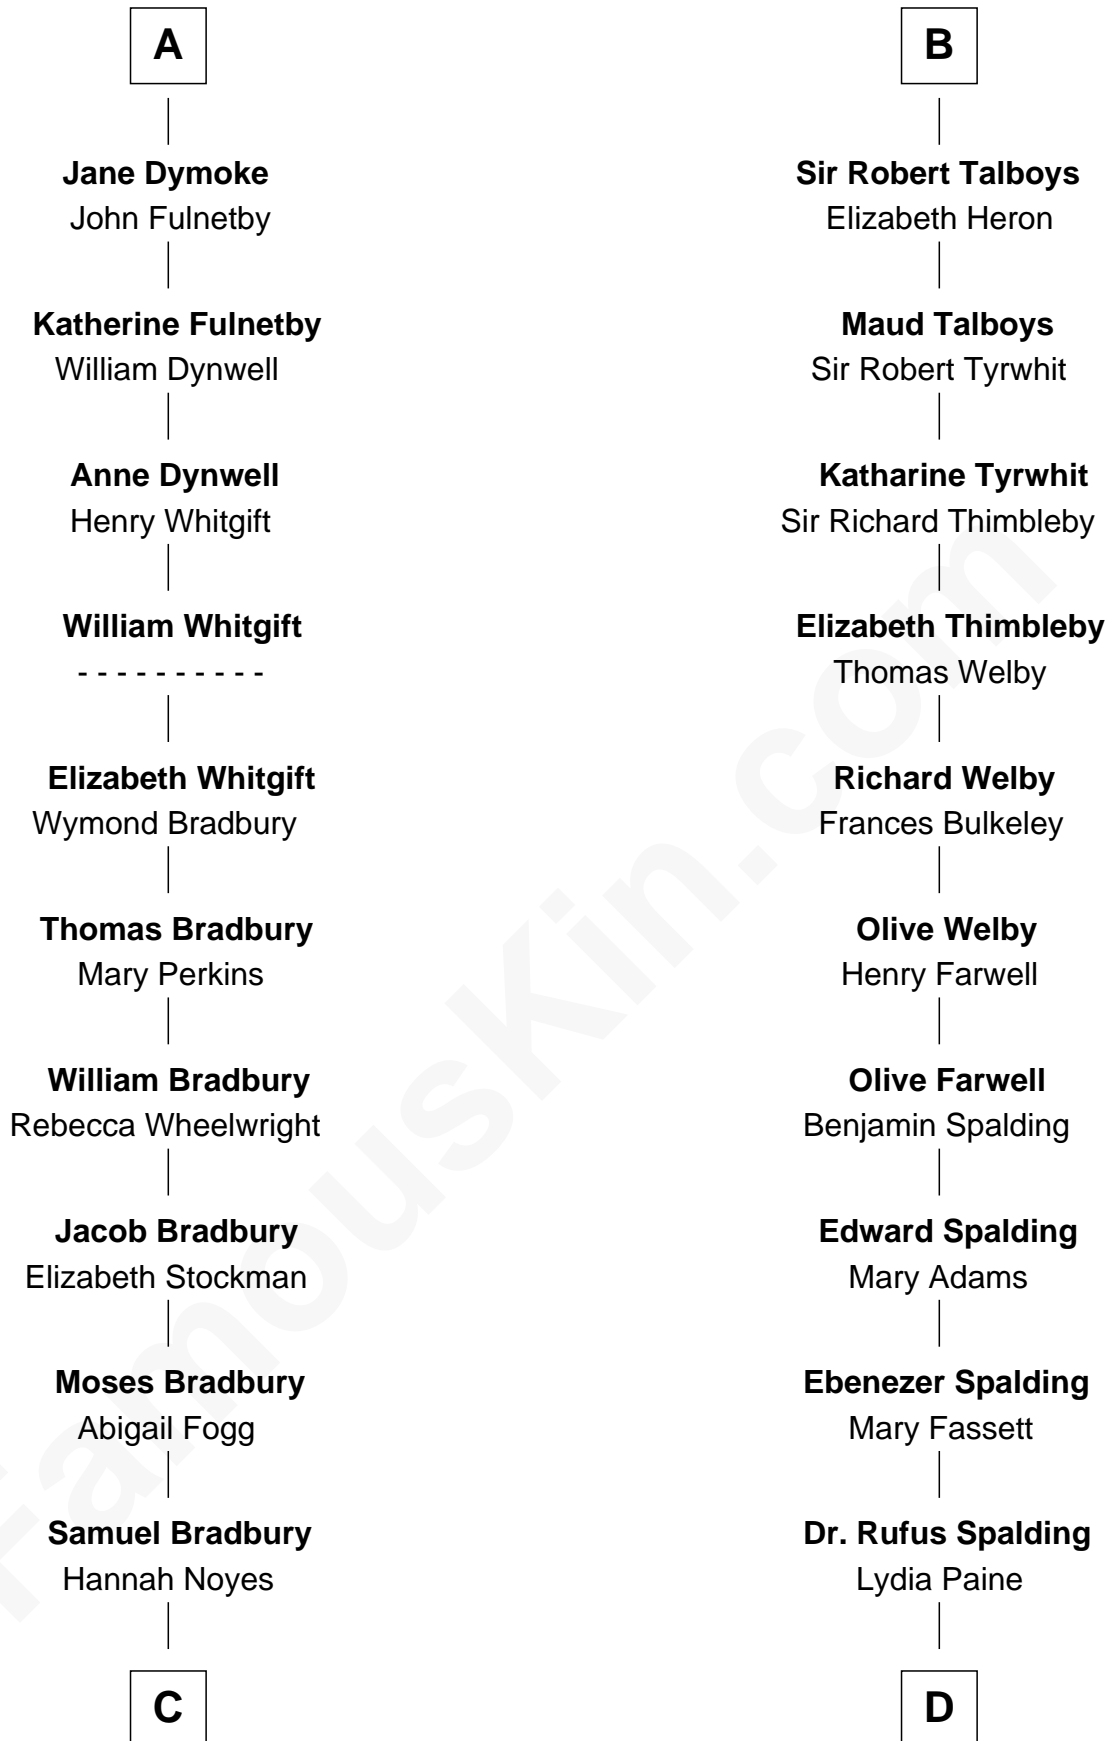 A
Jane Dymoke
John Fulnetby
Katherine Fulnetby
William Dynwell
Anne Dynwell
Henry Whitgift
William Whitgift
- - - - - - - - - -
Elizabeth Whitgift
Wymond Bradbury
Thomas Bradbury
Mary Perkins
William Bradbury
Rebecca Wheelwright
Jacob Bradbury
Elizabeth Stockman
Moses Bradbury
Abigail Fogg
Samuel Bradbury
Hannah Noyes
C
B
Sir Robert Talboys
Elizabeth Heron
Maud Talboys
Sir Robert Tyrwhit
Katharine Tyrwhit
Sir Richard Thimbleby
Elizabeth Thimbleby
Thomas Welby
Richard Welby
Frances Bulkeley
Olive Welby
Henry Farwell
Olive Farwell
Benjamin Spalding
Edward Spalding
Mary Adams
Ebenezer Spalding
Mary Fassett
Dr. Rufus Spalding
Lydia Paine
D
FamousKin.com